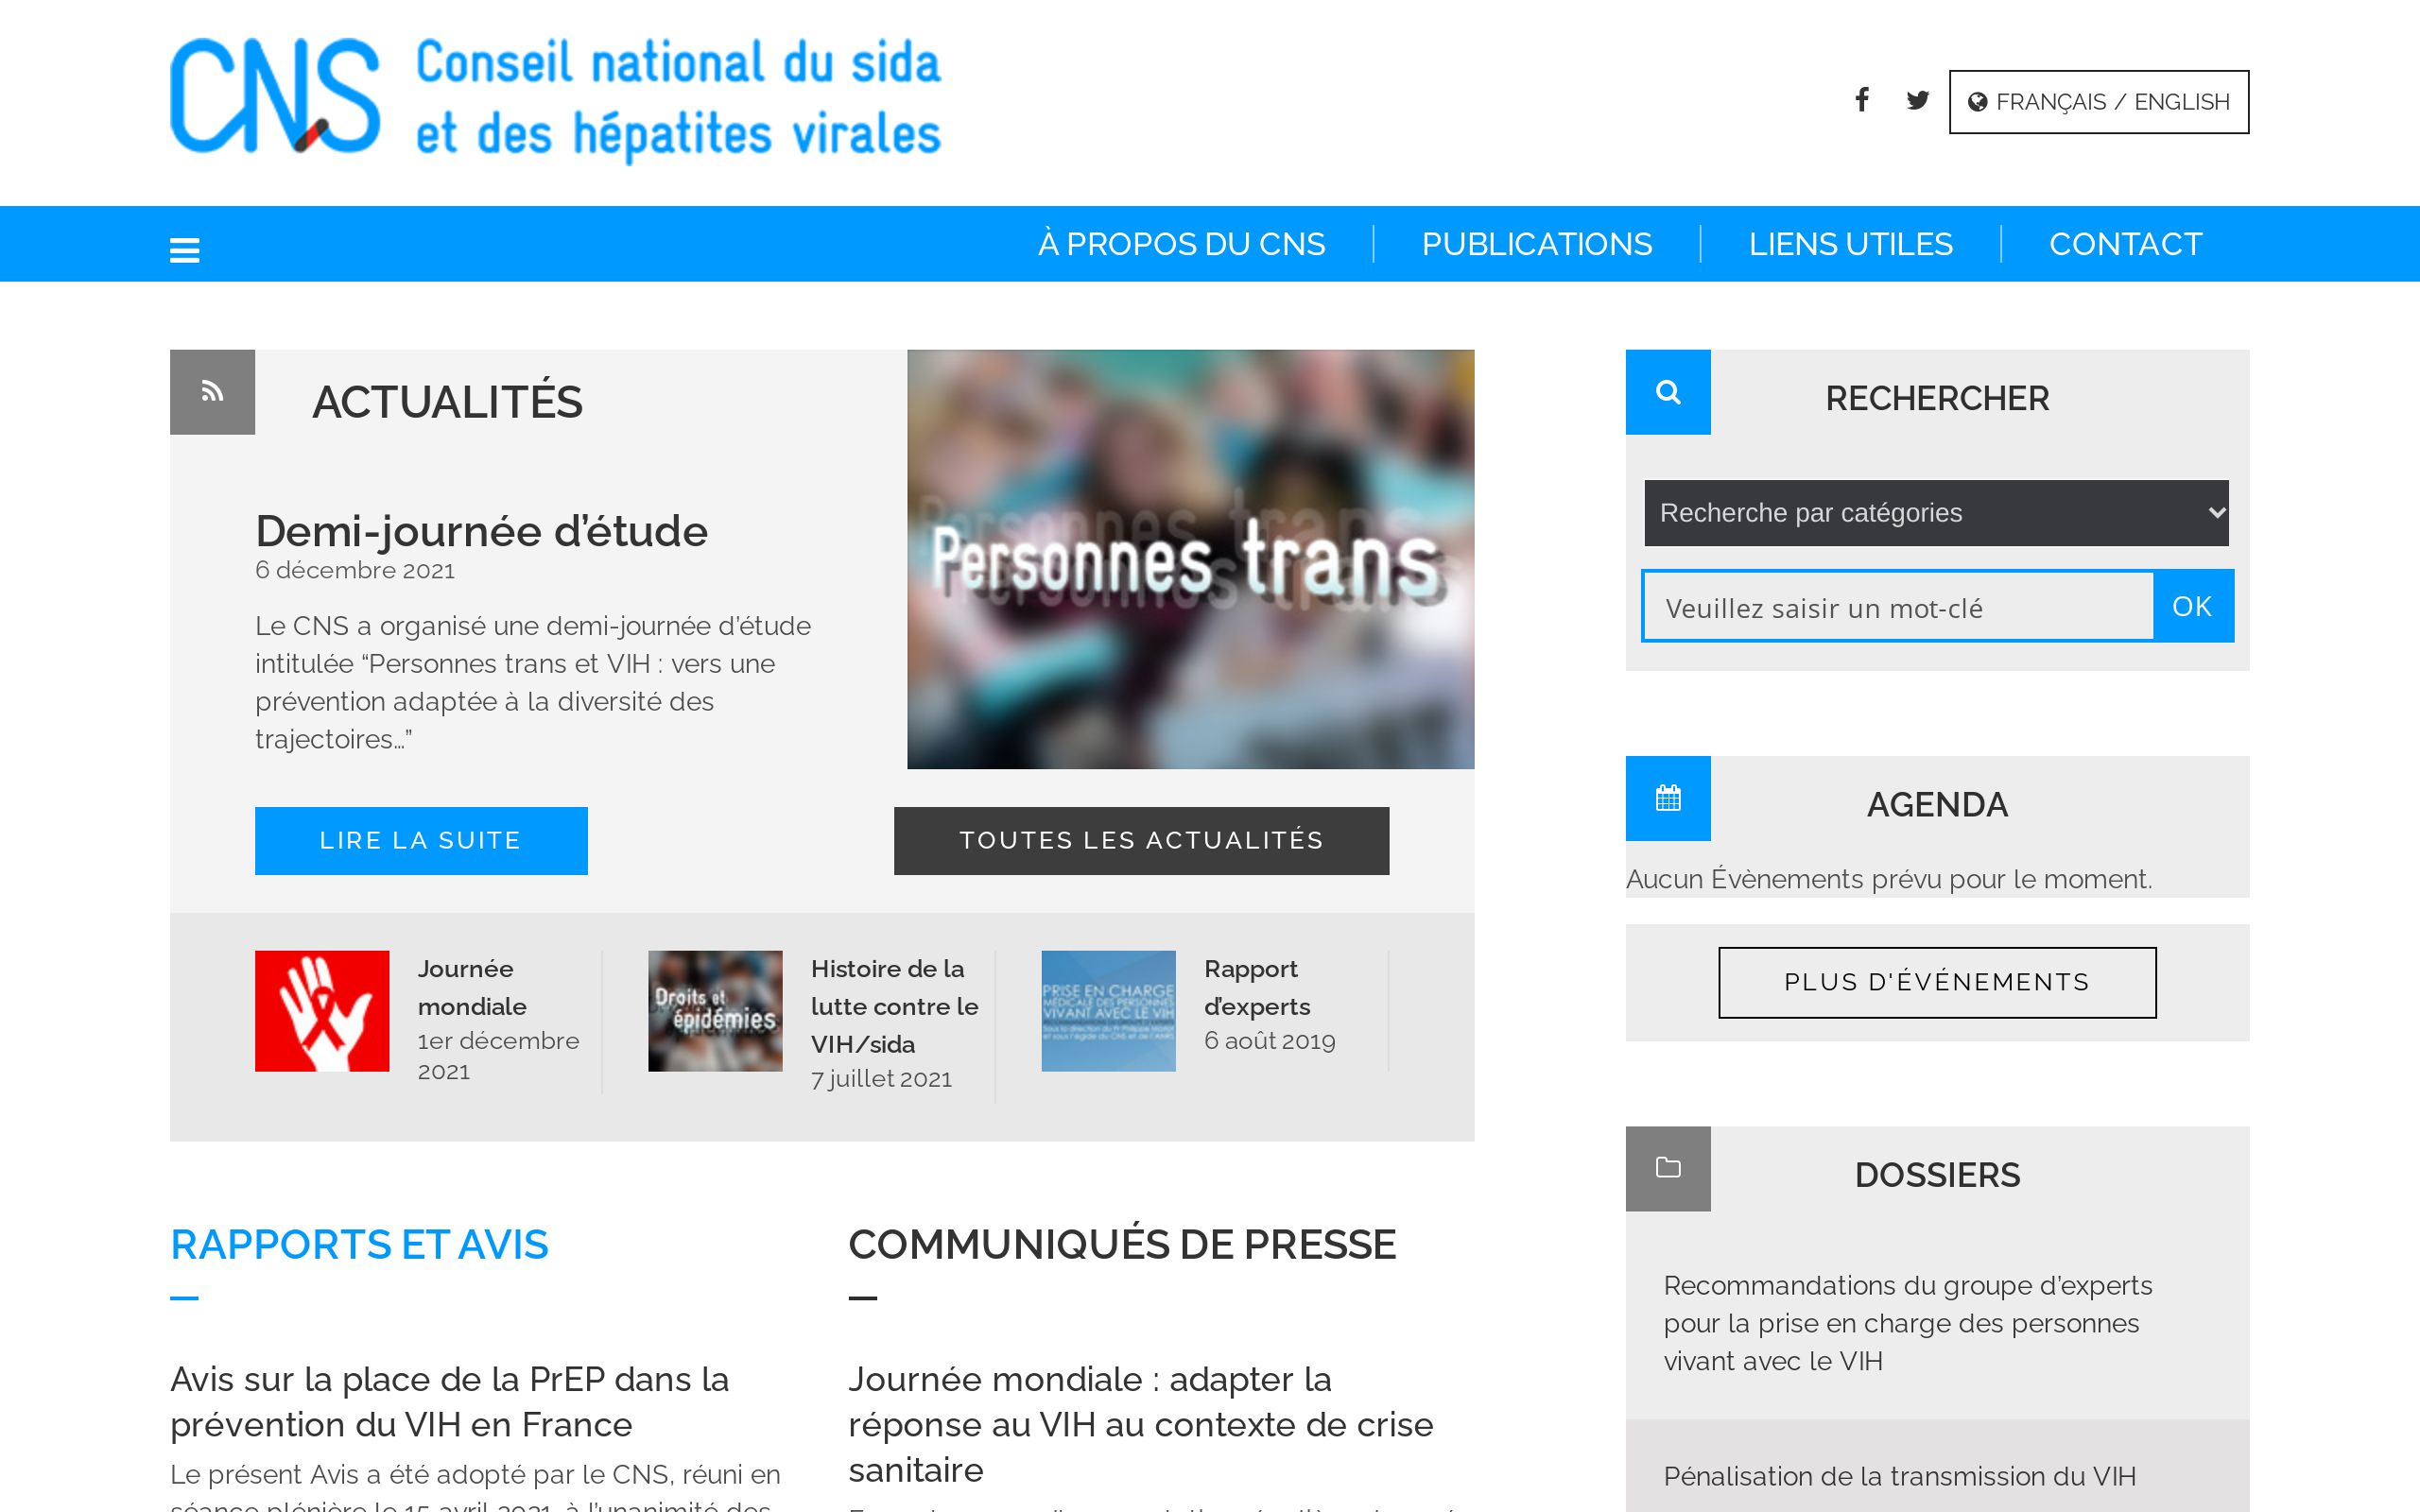 CNS Conseil national du sida
et des hépatites virales
FRANÇAIS / ENGLISH
À PROPOS DU CNS
PUBLICATIONS
LIENS UTILES
CONTACT
ACTUALITÉS
Demi-journée d’étude
6 décembre 2021
Le CNS a organisé une demi-journée d’étude
intitulée “Personnes trans et VIH : vers une
prévention adaptée à la diversité des
trajectoires…”
Personnes trans
LIRE LA SUITE
TOUTES LES ACTUALITÉS
Journée
mondiale
1er décembre
2021
Droits et
épidémies
Histoire de la
lutte contre le
VIH/sida
7 juillet 2021
PRISE EN CHARGE
MÉDICALE DES PERSONNES
VIVANT AVEC LE VIH
Rapport
d’experts
6 août 2019
RAPPORTS ET AVIS
Avis sur la place de la PrEP dans la
prévention du VIH en France
Le présent Avis a été adopté par le CNS, réuni en
séance plénière le 15 avril 2021, à l’unanimité des
COMMUNIQUÉS DE PRESSE
Journée mondiale : adapter la
réponse au VIH au contexte de crise
sanitaire
RECHERCHER
Recherche par catégories
Veuillez saisir un mot-clé
OK
AGENDA
Aucun Évènements prévu pour le moment.
PLUS D'ÉVÉNEMENTS
DOSSIERS
Recommandations du groupe d’experts
pour la prise en charge des personnes
vivant avec le VIH
Pénalisation de la transmission du VIH